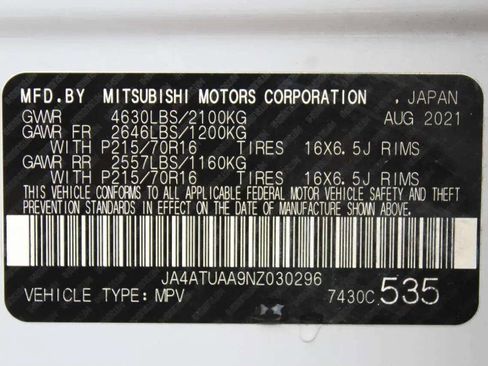 MFD.BY MITSUBISHI MOTORS CORPORATION , JAPAN
GVWR 4630LBS/2100KG AUG 2021
GAWR FR 2646LBS/1200KG
WITH P215/70R16 TIRES 16X6.5J RIMS
GAWR RR 2557LBS/1160KG
WITH P215/70R16 TIRES 16X6.5J RIMS
THIS VEHICLE CONFORMS TO ALL APPLICABLE FEDERAL MOTOR VEHICLE SAFETY AND THEFT
PREVENTION STANDARDS IN EFFECT ON THE DATE OF MANUFACTURE SHOWN ABOVE.
JA4ATUAA9NZ030296
VEHICLE TYPE: MPV 7430C 535